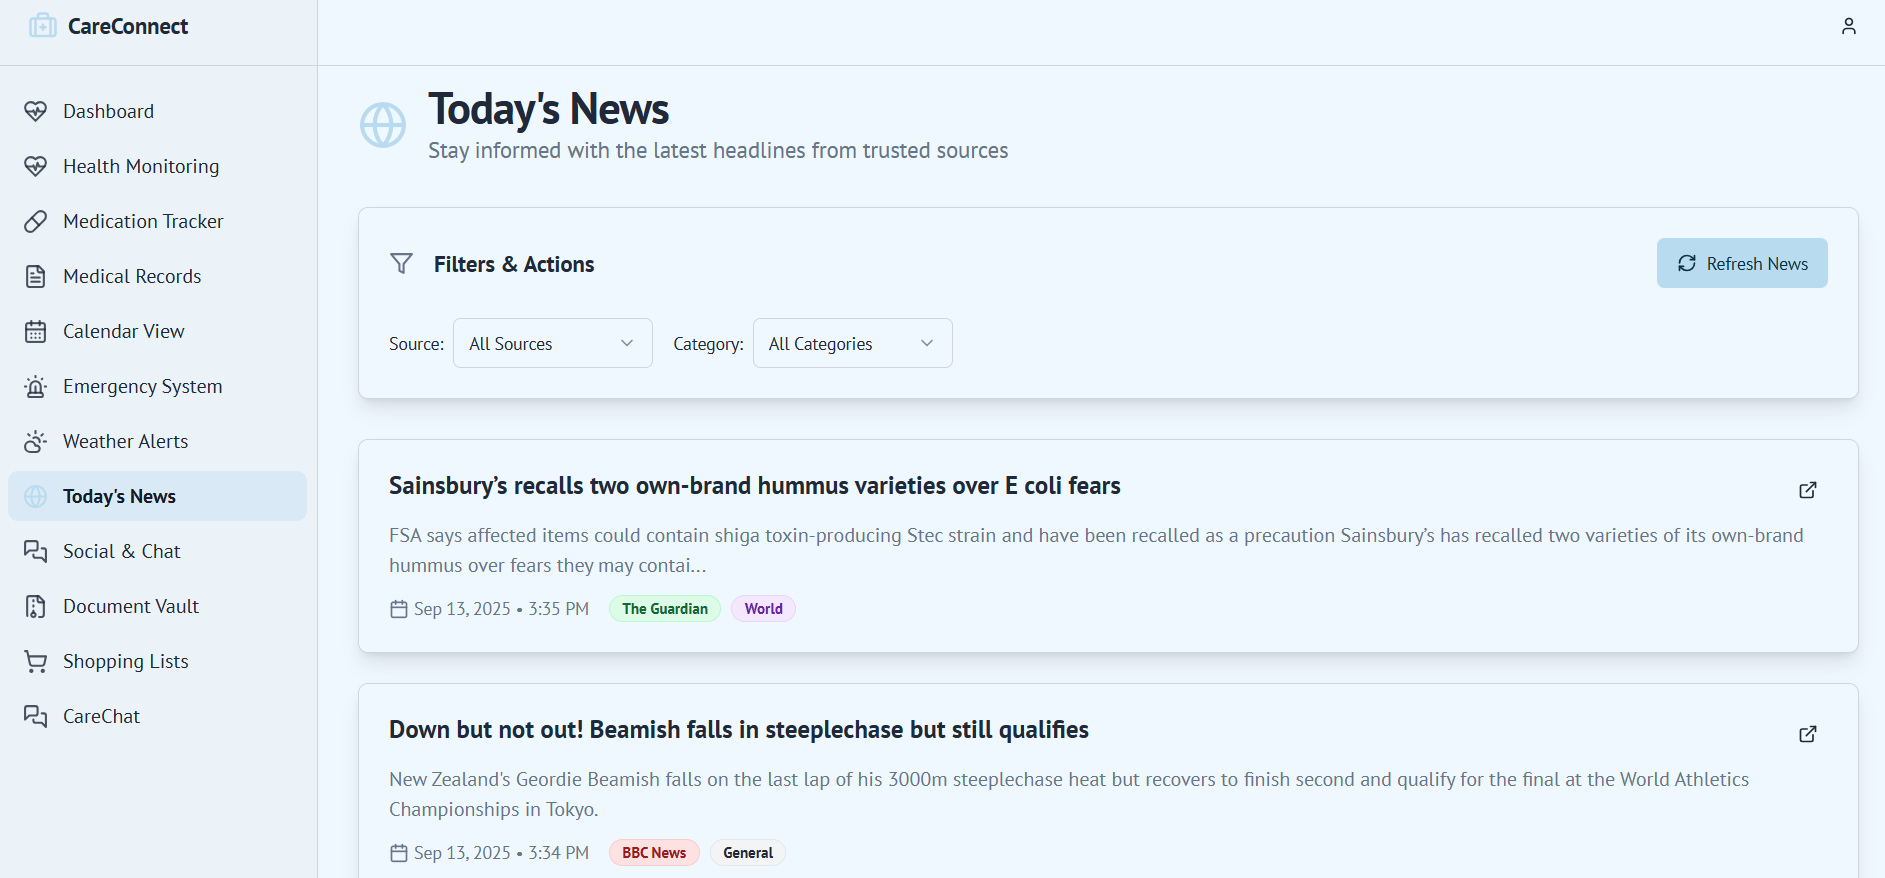 CareConnect
Dashboard
Health Monitoring
Medication Tracker
Medical Records
Calendar View
Emergency System
Weather Alerts
Today's News
Social & Chat
Document Vault
Shopping Lists
CareChat
Today's News
Stay informed with the latest headlines from trusted sources
Filters & Actions
Refresh News
Source: All Sources Category: All Categories
Sainsbury’s recalls two own-brand hummus varieties over E coli fears
FSA says affected items could contain shiga toxin-producing Stec strain and have been recalled as a precaution Sainsbury’s has recalled two varieties of its own-brand
hummus over fears they may contai...
Sep 13, 2025 • 3:35 PM The Guardian World
Down but not out! Beamish falls in steeplechase but still qualifies
New Zealand's Geordie Beamish falls on the last lap of his 3000m steeplechase heat but recovers to finish second and qualify for the final at the World Athletics
Championships in Tokyo.
Sep 13, 2025 • 3:34 PM BBC News General